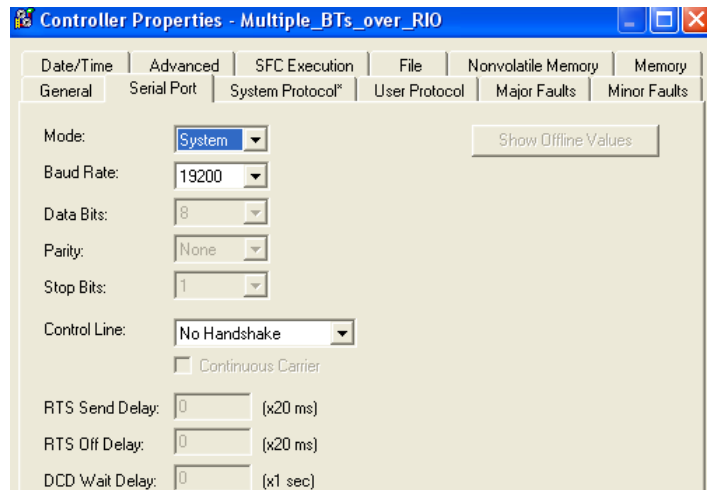 Controller Properties - Multiple_BTs_over_RIO
Date/Time Advanced SFC Execution File Nonvolatile Memory Memory
General Serial Port System Protocol* User Protocol Major Faults Minor Faults
Mode: System Show Offline Values
Baud Rate: 19200
Data Bits: 8
Parity: None
Stop Bits: 1
Control Line: No Handshake
Continuous Carrier
RTS Send Delay: 0 (x20 ms)
RTS Off Delay: 0 (x20 ms)
DCD Wait Delay: 0 (x1 sec)